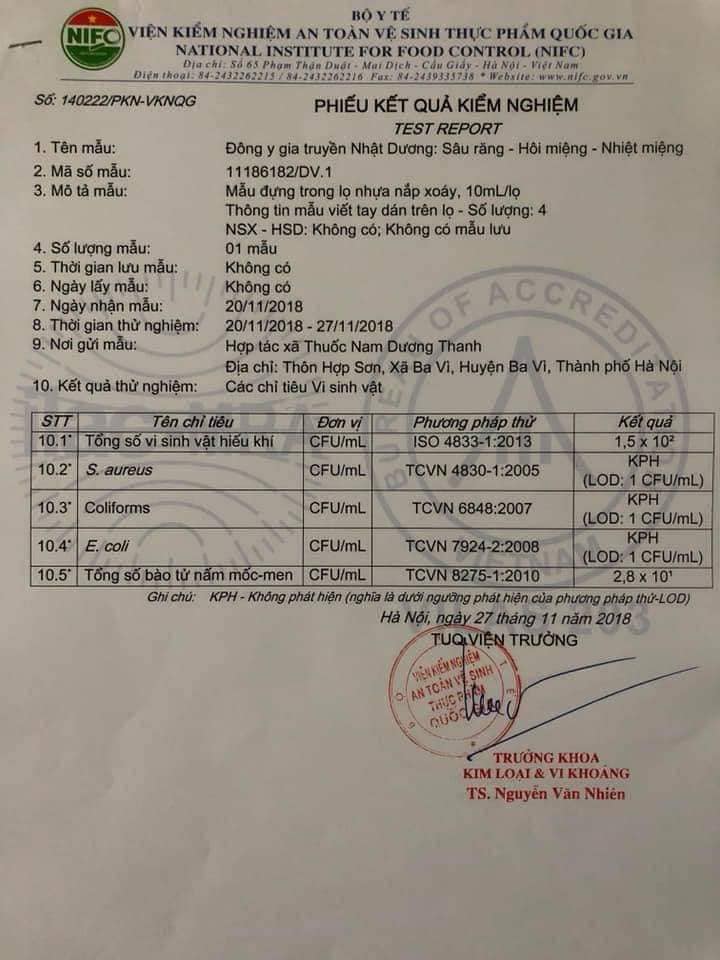 BỘ Y TẾ
NIFC
VIỆN KIỂM NGHIỆM AN TOÀN VỆ SINH THỰC PHẨM QUỐC GIA
NATIONAL INSTITUTE FOR FOOD CONTROL (NIFC)
Địa chỉ: Số 65 Phạm Thận Duật - Mai Dịch - Cầu Giấy - Hà Nội - Việt Nam
Điện thoại: 84-2432262215 / 84-2432262216 Fax: 84-2439335738 * Website: www.nifc.gov.vn
Số: 140222/PKN-VKNQG
PHIẾU KẾT QUẢ KIỂM NGHIỆM
TEST REPORT
1. Tên mẫu: Đông y gia truyền Nhật Dương: Sâu răng - Hôi miệng - Nhiệt miệng
2. Mã số mẫu: 11186182/DV.1
3. Mô tả mẫu: Mẫu đựng trong lọ nhựa nắp xoáy, 10mL/lọ
Thông tin mẫu viết tay dán trên lọ - Số lượng: 4
NSX - HSD: Không có; Không có mẫu lưu
4. Số lượng mẫu: 01 mẫu
5. Thời gian lưu mẫu: Không có
6. Ngày lấy mẫu: Không có
7. Ngày nhận mẫu: 20/11/2018
8. Thời gian thử nghiệm: 20/11/2018 - 27/11/2018
9. Nơi gửi mẫu: Hợp tác xã Thuốc Nam Dương Thanh
Địa chỉ: Thôn Hợp Sơn, Xã Ba Vì, Huyện Ba Vì, Thành phố Hà Nội
10. Kết quả thử nghiệm: Các chỉ tiêu Vi sinh vật
BUREAU OF ACCREDITATION
STT Tên chỉ tiêu Đơn vị Phương pháp thử Kết quả
10.1* Tổng số vi sinh vật hiếu khí CFU/mL ISO 4833-1:2013 1,5 x 10²
10.2* S. aureus CFU/mL TCVN 4830-1:2005 KPH
(LOD: 1 CFU/mL)
10.3* Coliforms CFU/mL TCVN 6848:2007 KPH
(LOD: 1 CFU/mL)
10.4* E. coli CFU/mL TCVN 7924-2:2008 KPH
(LOD: 1 CFU/mL)
10.5* Tổng số bào tử nấm mốc-men CFU/mL TCVN 8275-1:2010 2,8 x 10¹
Ghi chú: KPH - Không phát hiện (nghĩa là dưới ngưỡng phát hiện của phương pháp thử-LOD)
Hà Nội, ngày 27 tháng 11 năm 2018
TUQ.VIỆN TRƯỞNG
VIỆN KIỂM NGHIỆM
AN TOÀN VỆ SINH
THỰC PHẨM
QUỐC
TRƯỞNG KHOA
KIM LOẠI & VI KHOÁNG
TS. Nguyễn Văn Nhiên